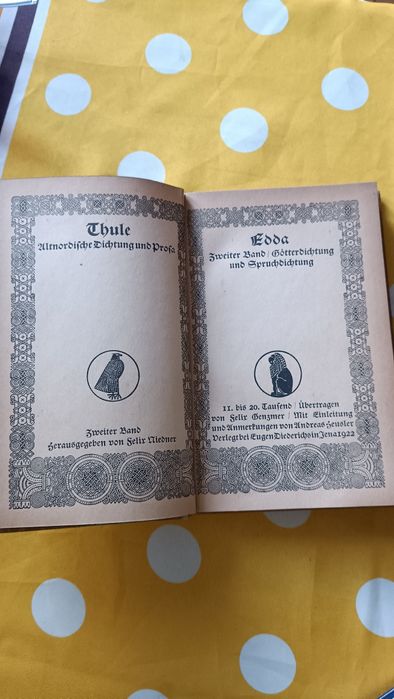 Thule
Altnordische Dichtung und Prosa
Zweiter Band
Herausgegeben von Felix Niedner
Edda
Zweiter Band / Götterdichtung
und Spruchdichtung
11. bis 20. Tausend / Übertragen
von Felix Genzmer / Mit Einleitung
und Anmerkungen von Andreas Heusler
Verlegt bei Eugen Diederichs in Jena 1922